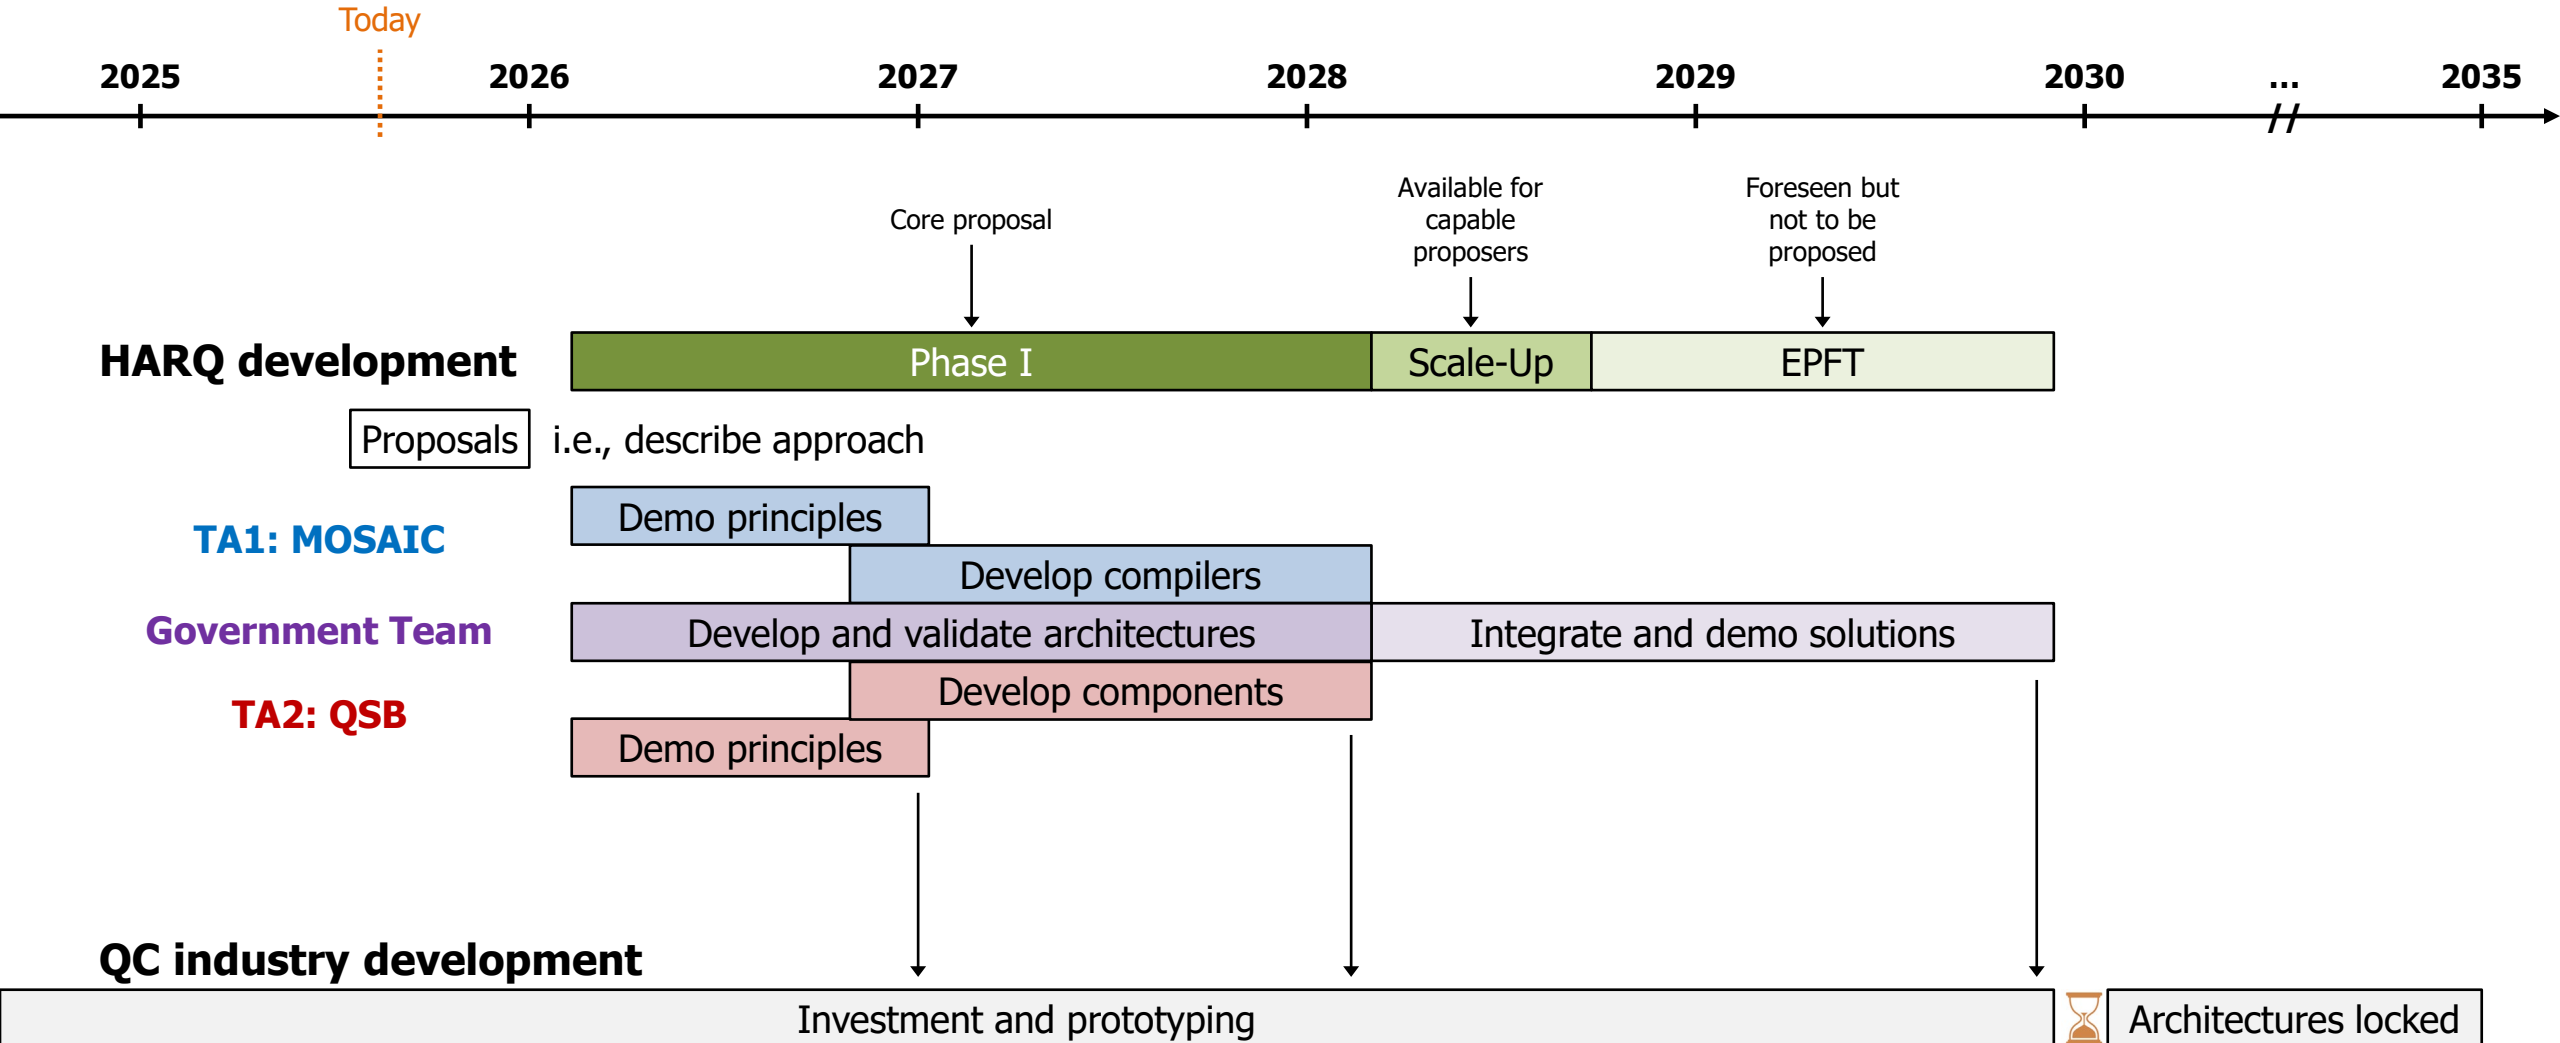 Today
2025 2026 2027 2028 2029 2030 ... 2035
//
Core proposal
Available for
capable
proposers
Foreseen but
not to be
proposed
HARQ development
Phase I
Scale-Up
EPFT
Proposals
i.e., describe approach
TA1: MOSAIC
Demo principles
Develop compilers
Government Team
Develop and validate architectures
Integrate and demo solutions
Develop components
TA2: QSB
Demo principles
QC industry development
Investment and prototyping
Architectures locked